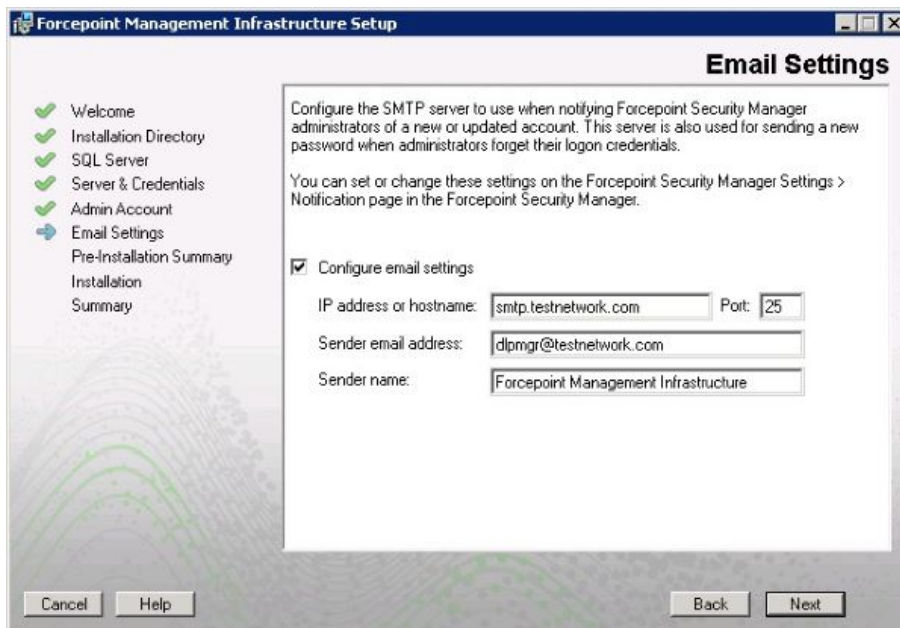 Forcepoint Management Infrastructure Setup
Email Settings
Welcome
Installation Directory
SQL Server
Server & Credentials
Admin Account
Email Settings
Pre-Installation Summary
Installation
Summary
Configure the SMTP server to use when notifying Forcepoint Security Manager
administrators of a new or updated account. This server is also used for sending a new
password when administrators forget their logon credentials.
You can set or change these settings on the Forcepoint Security Manager Settings >
Notification page in the Forcepoint Security Manager.
Configure email settings
IP address or hostname: smtp.testnetwork.com Port: 25
Sender email address: dlpmgr@testnetwork.com
Sender name: Forcepoint Management Infrastructure
Cancel Help Back Next